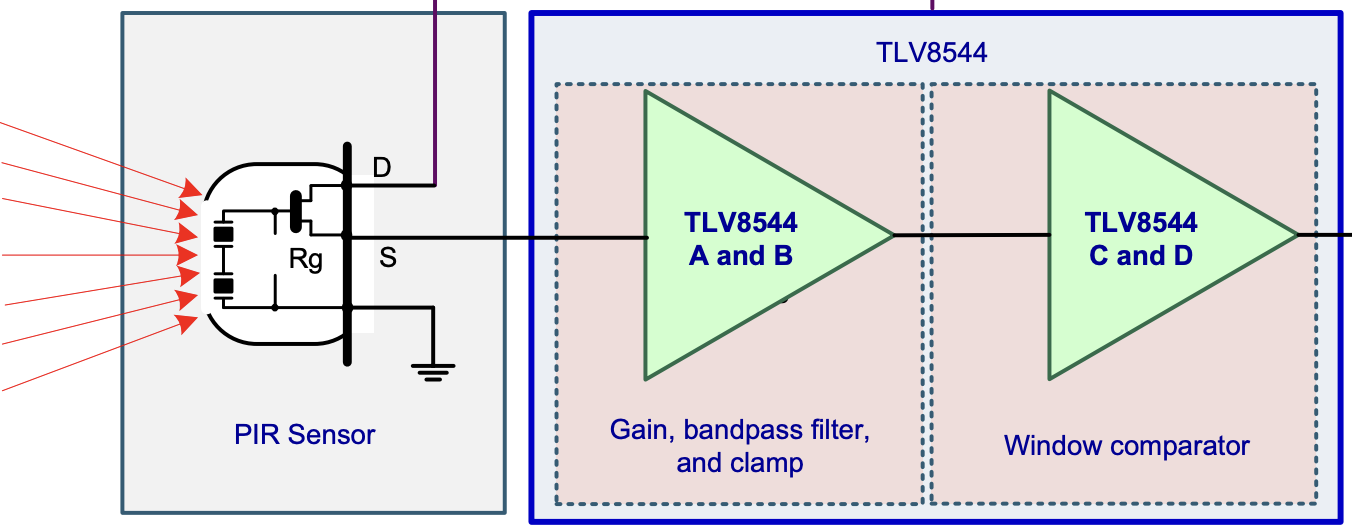 D
Rg
S
PIR Sensor
TLV8544
TLV8544
A and B
Gain, bandpass filter,
and clamp
TLV8544
C and D
Window comparator